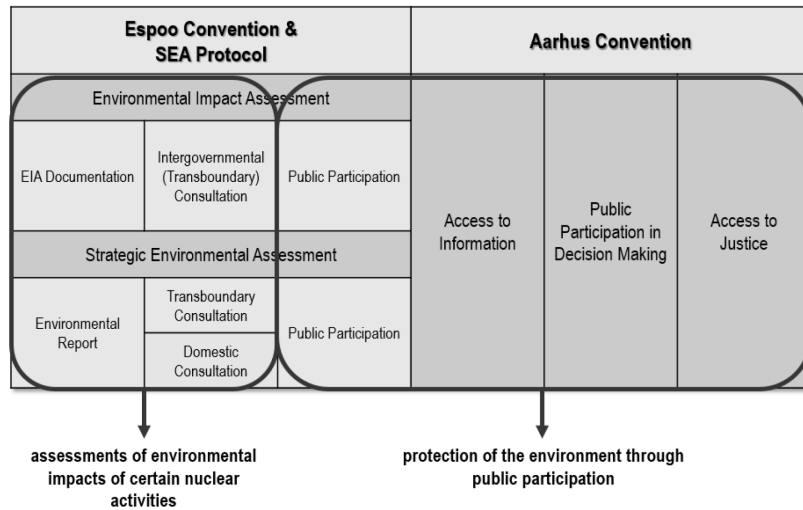 Espoo Convention &
SEA Protocol
Aarhus Convention
Environmental Impact Assessment
EIA Documentation
Intergovernmental
(Transboundary)
Consultation
Public Participation
Strategic Environmental Assessment
Environmental
Report
Transboundary
Consultation
Domestic
Consultation
Public Participation
Access to
Information
Public
Participation in
Decision Making
Access to
Justice
assessments of environmental
impacts of certain nuclear
activities
protection of the environment through
public participation